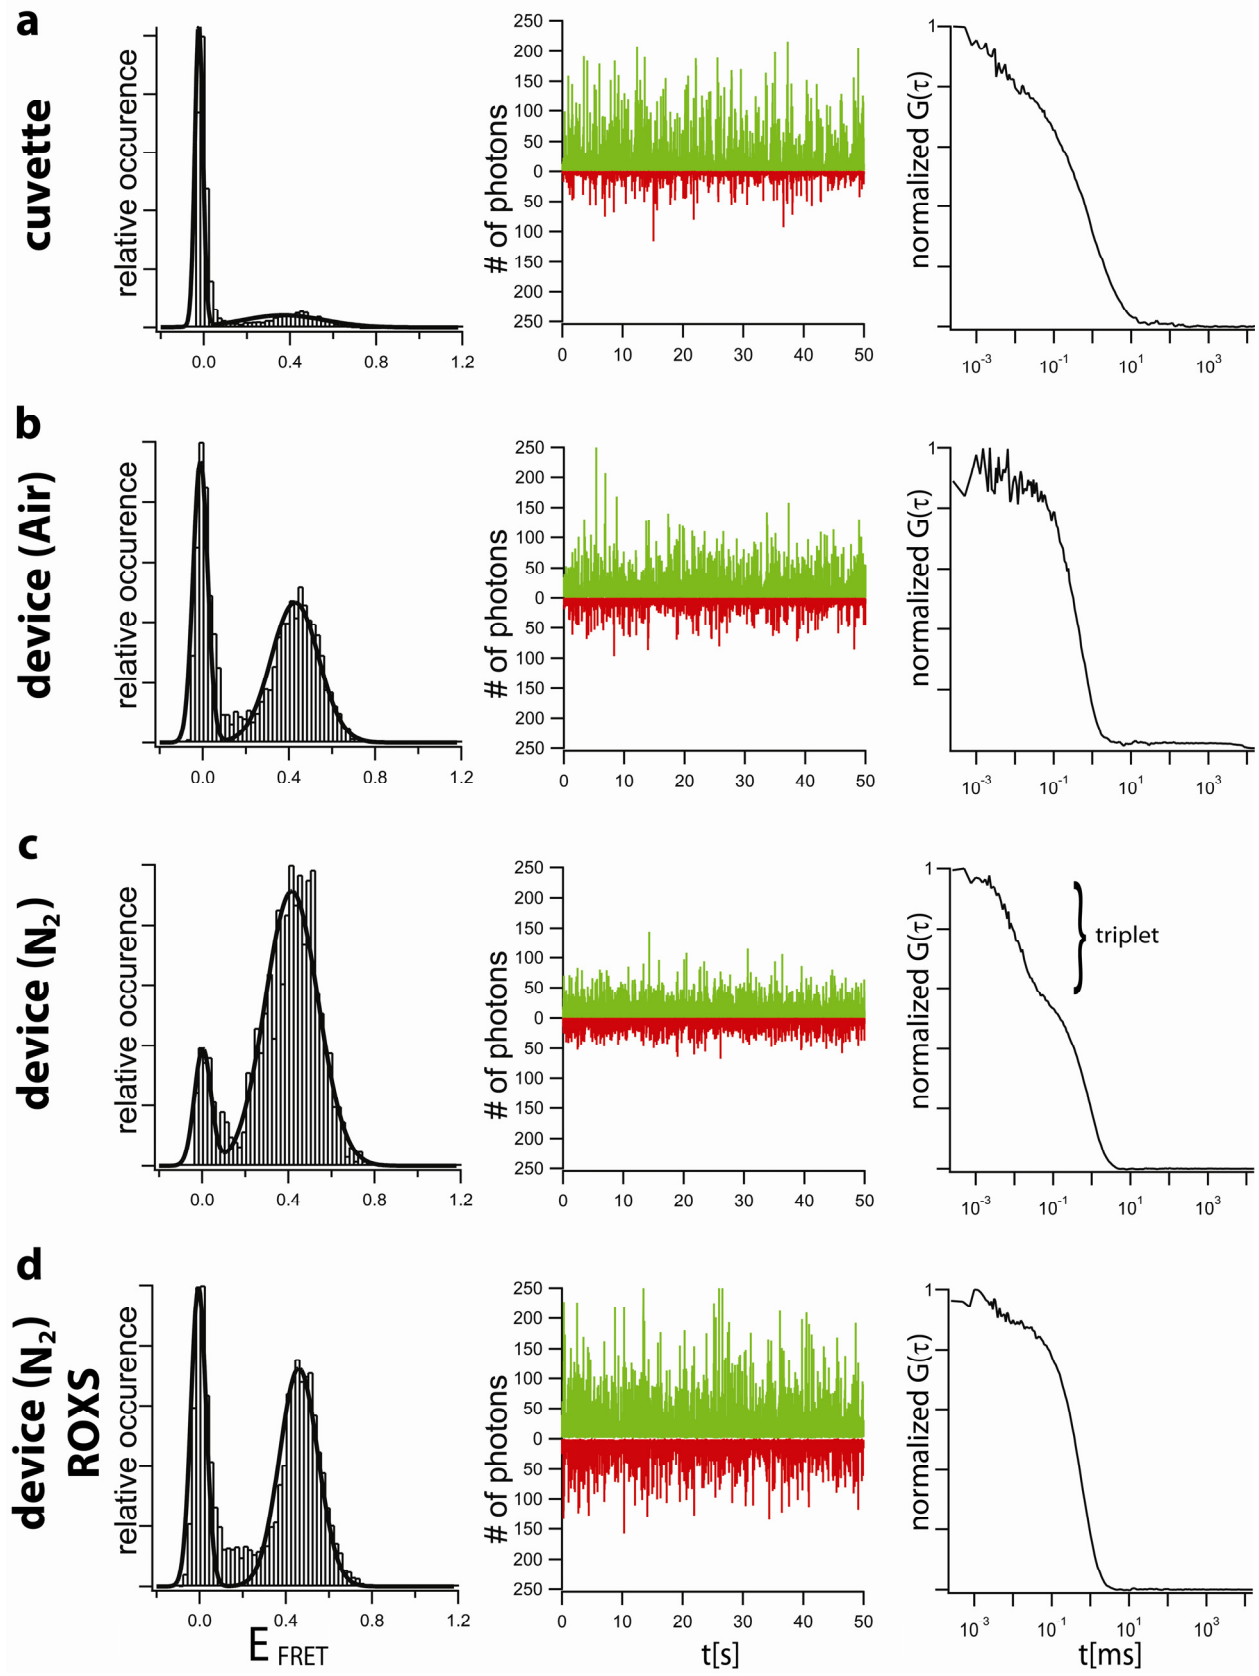 a
cuvette
relative occurence
0.0 0.4 0.8 1.2
# of photons
250
200
150
100
50
0
50
100
150
200
250
0 10 20 30 40 50
normalized G(τ)
1
10-3 10-1 101 103
b
device (Air)
relative occurence
0.0 0.4 0.8 1.2
# of photons
250
200
150
100
50
0
50
100
150
200
250
0 10 20 30 40 50
normalized G(τ)
1
10-3 10-1 101 103
c
device (N2)
relative occurence
0.0 0.4 0.8 1.2
# of photons
250
200
150
100
50
0
50
100
150
200
250
0 10 20 30 40 50
normalized G(τ)
1
triplet
10-3 10-1 101 103
d
device (N2)
ROXS
relative occurence
0.0 0.4 0.8 1.2
E FRET
# of photons
250
200
150
100
50
0
50
100
150
200
250
0 10 20 30 40 50
t[s]
normalized G(τ)
1
10-3 10-1 101 103
t[ms]